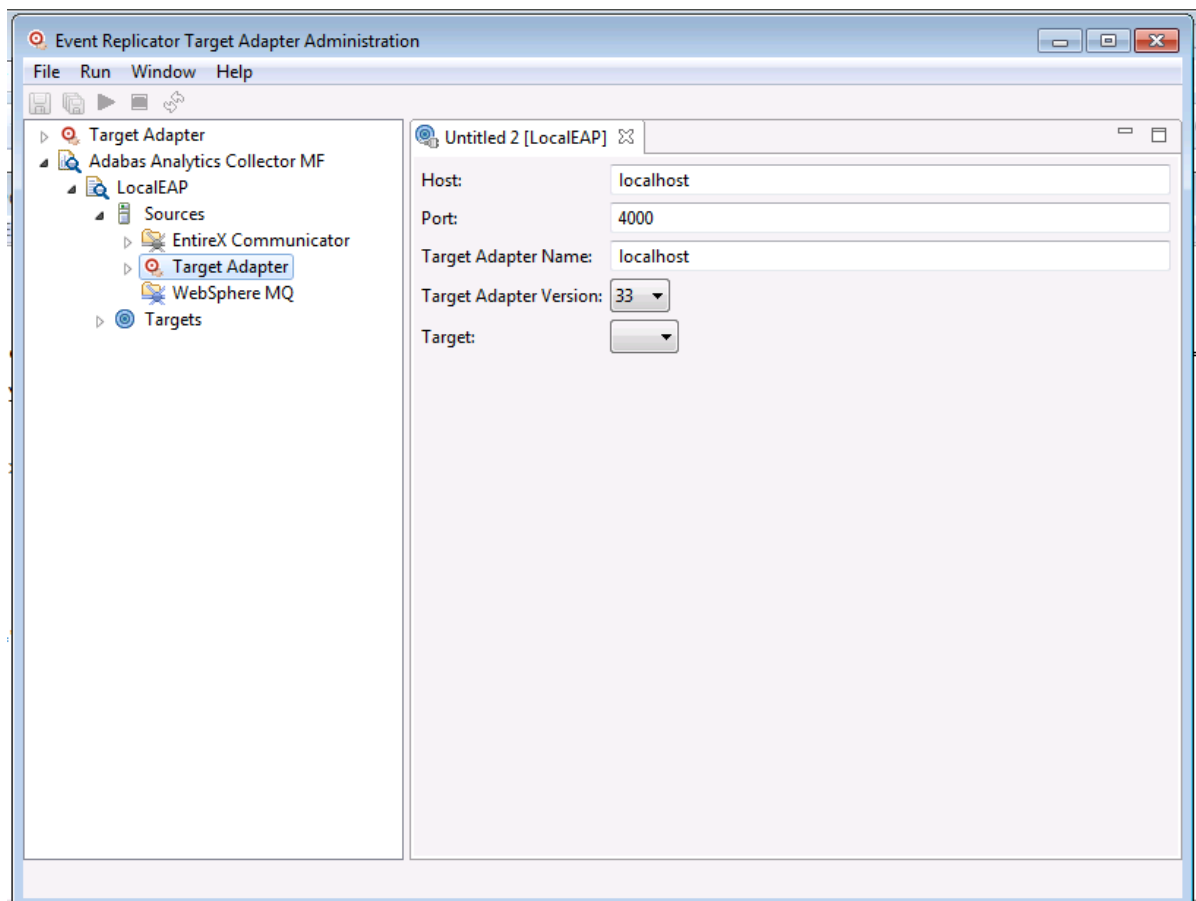 Event Replicator Target Adapter Administration
File Run Window Help
Target Adapter
Adabas Analytics Collector MF
LocalEAP
Sources
EntireX Communicator
Target Adapter
WebSphere MQ
Targets
Untitled 2 [LocalEAP]
Host: localhost
Port: 4000
Target Adapter Name: localhost
Target Adapter Version: 33
Target: